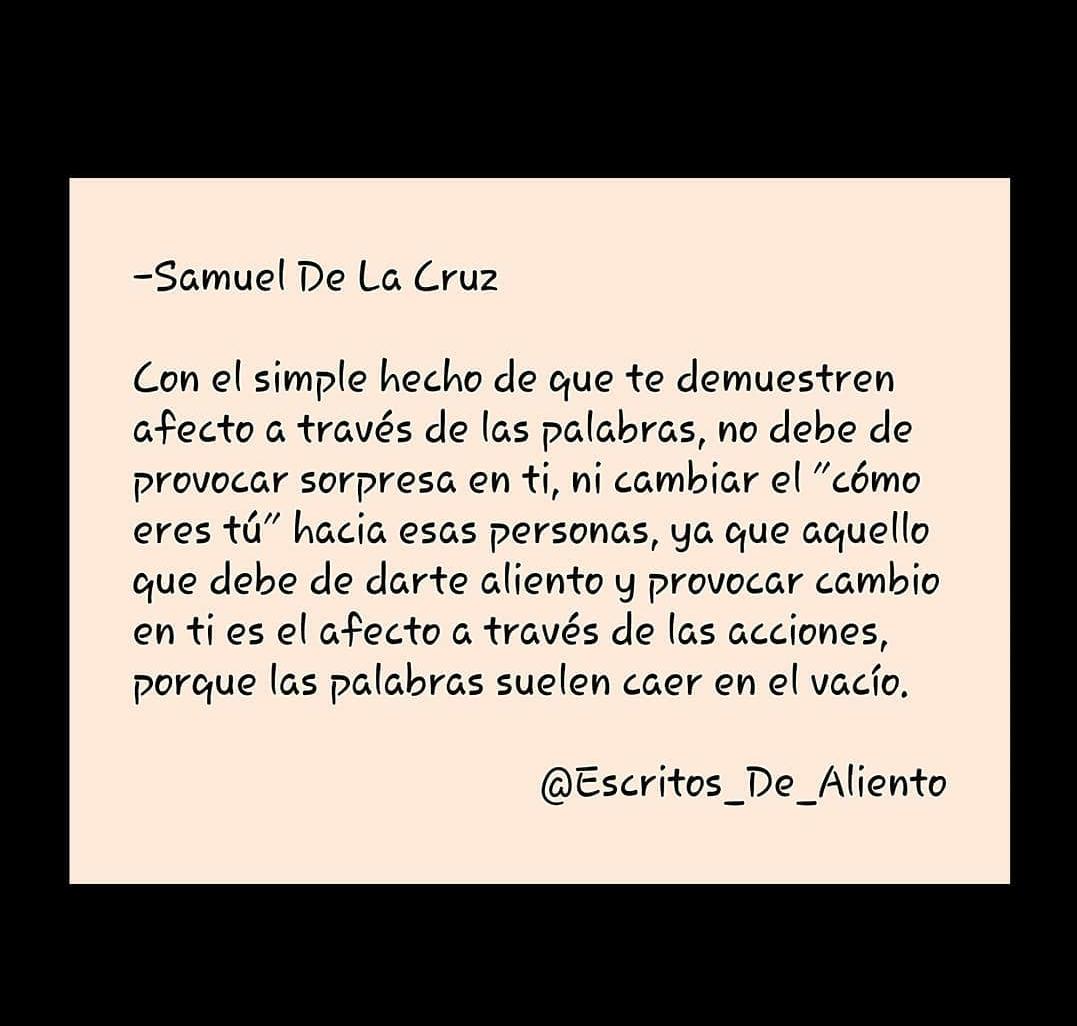 -Samuel De La Cruz
Con el simple hecho de que te demuestren
afecto a través de las palabras, no debe de
provocar sorpresa en ti, ni cambiar el "cómo
eres tú" hacia esas personas, ya que aquello
que debe de darte aliento y provocar cambio
en ti es el afecto a través de las acciones,
porque las palabras suelen caer en el vacío.
@Escritos_De_Aliento